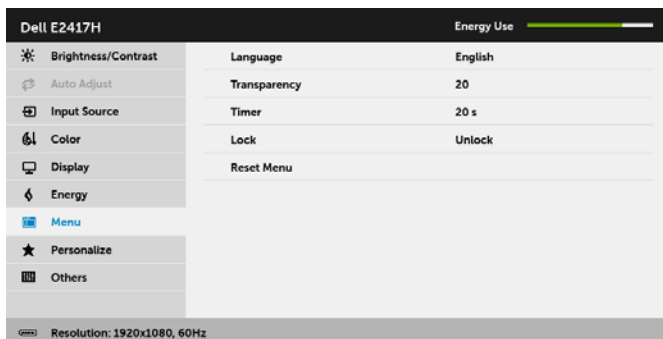 Dell E2417H
Energy Use
Brightness/Contrast
Auto Adjust
Input Source
Color
Display
Energy
Menu
Personalize
Others
Language English
Transparency 20
Timer 20 s
Lock Unlock
Reset Menu
Resolution: 1920x1080, 60Hz